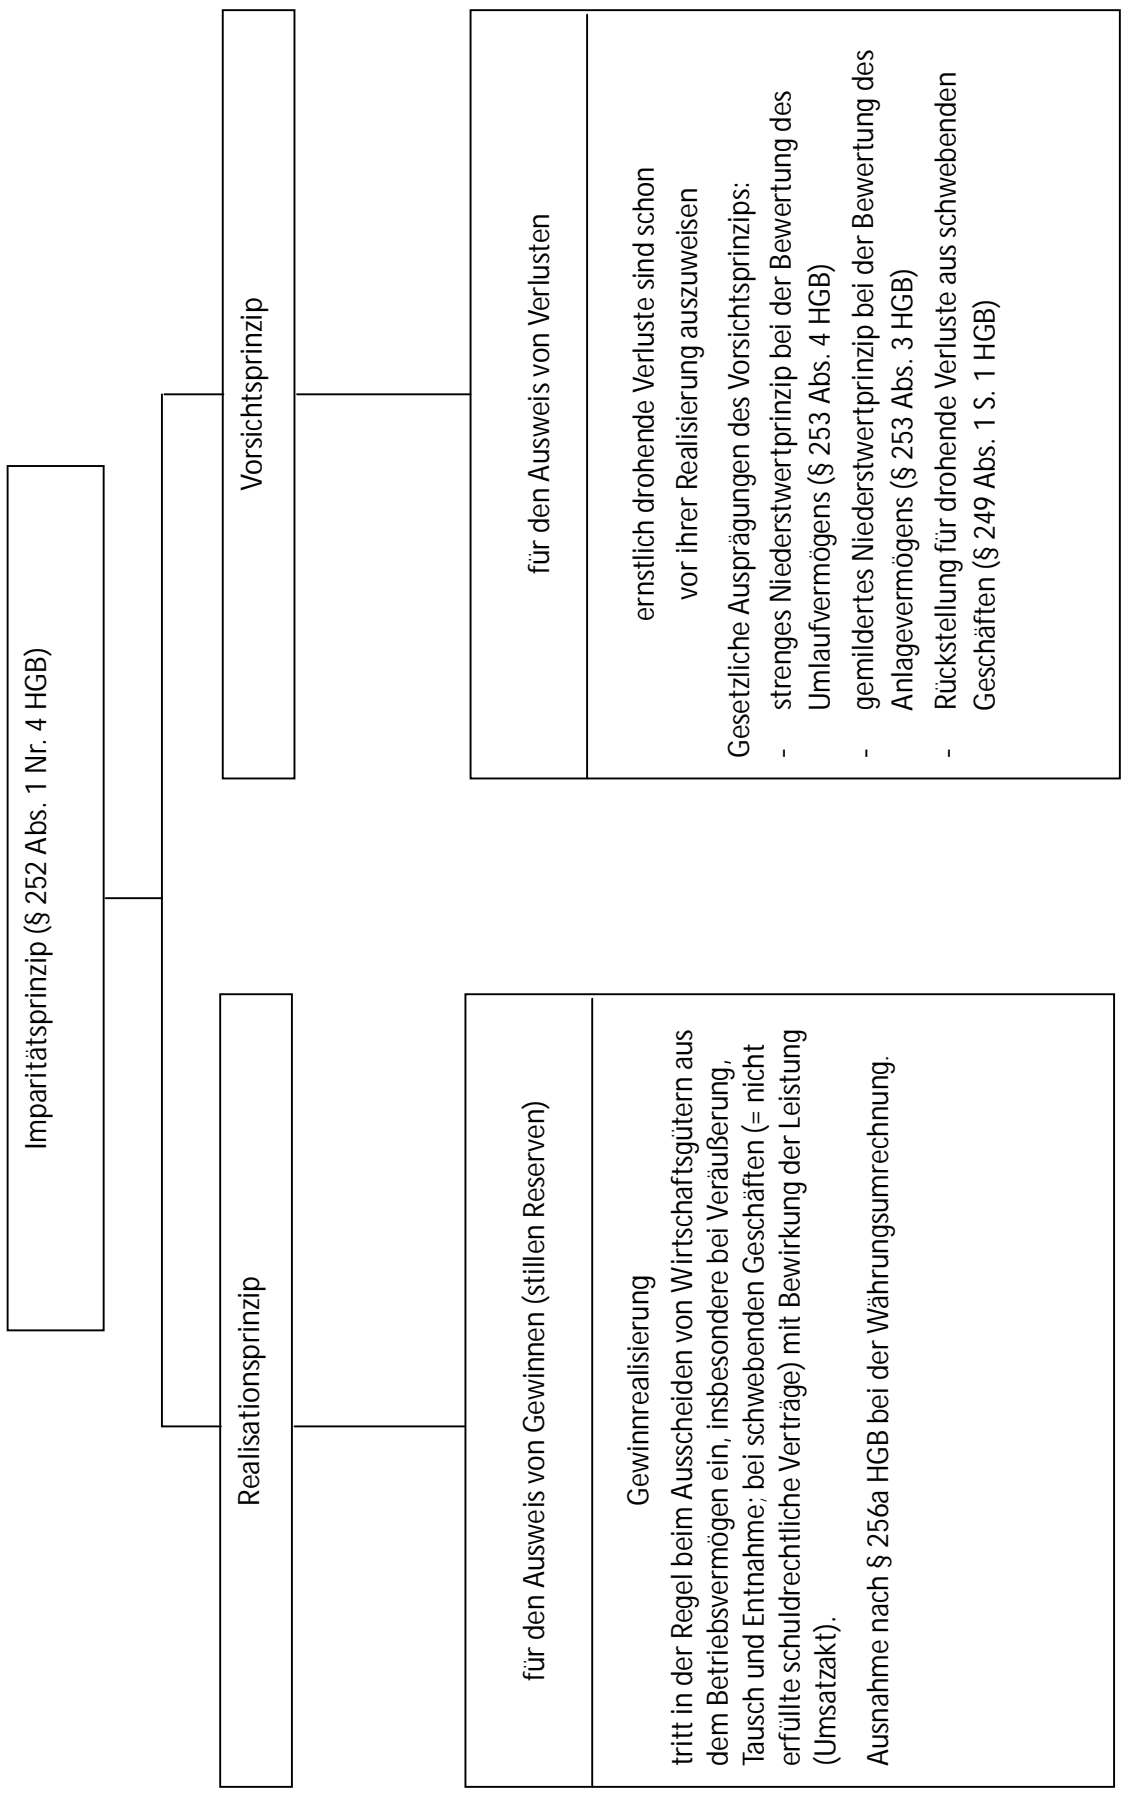 Imparitätsprinzip (§ 252 Abs. 1 Nr. 4 HGB)
Realisationsprinzip
für den Ausweis von Gewinnen (stillen Reserven)
Gewinnrealisierung
tritt in der Regel beim Ausscheiden von Wirtschaftsgütern aus
dem Betriebsvermögen ein, insbesondere bei Veräußerung,
Tausch und Entnahme; bei schwebenden Geschäften (= nicht
erfüllte schuldrechtliche Verträge) mit Bewirkung der Leistung
(Umsatzakt).
Ausnahme nach § 256a HGB bei der Währungsumrechnung.
Vorsichtsprinzip
für den Ausweis von Verlusten
ernstlich drohende Verluste sind schon
vor ihrer Realisierung auszuweisen
Gesetzliche Ausprägungen des Vorsichtsprinzips:
- strenges Niederstwertprinzip bei der Bewertung des
Umlaufvermögens (§ 253 Abs. 4 HGB)
- gemildertes Niederstwertprinzip bei der Bewertung des
Anlagevermögens (§ 253 Abs. 3 HGB)
- Rückstellung für drohende Verluste aus schwebenden
Geschäften (§ 249 Abs. 1 S. 1 HGB)